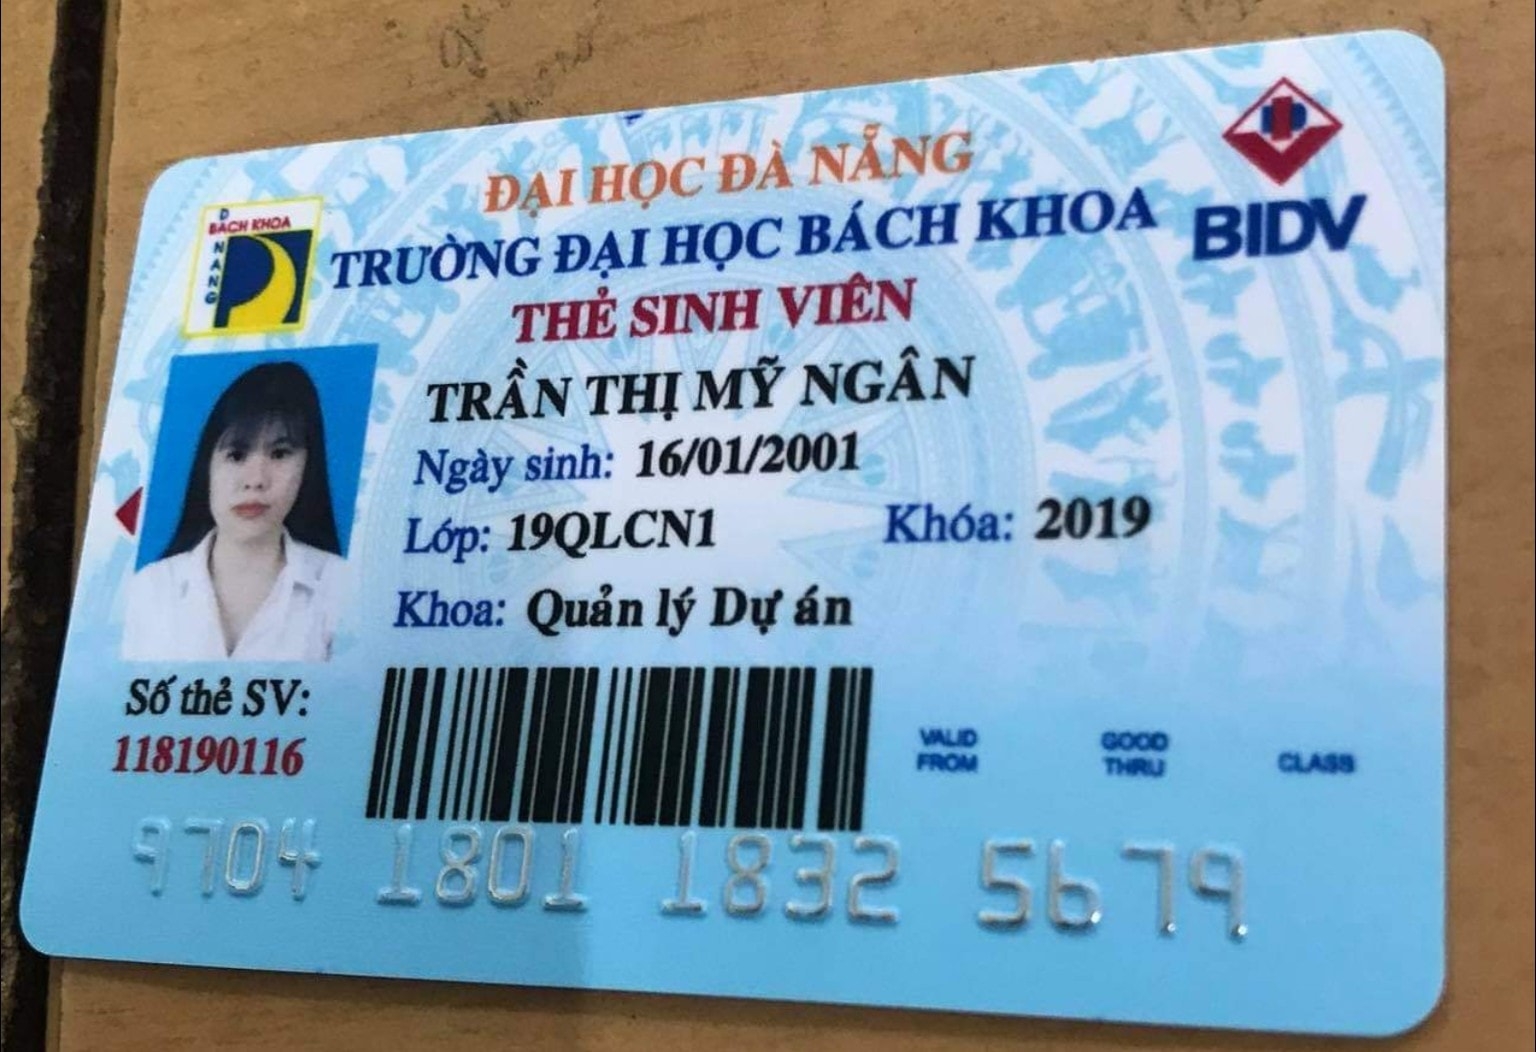 ĐẠI HỌC ĐÀ NẴNG
TRƯỜNG ĐẠI HỌC BÁCH KHOA
BIDV
BÁCH KHOA
ĐÀ NANG
THẺ SINH VIÊN
TRẦN THỊ MỸ NGÂN
Ngày sinh: 16/01/2001
Lớp: 19QLCN1 Khóa: 2019
Khoa: Quản lý Dự án
Số thẻ SV:
118190116
VALID FROM GOOD THRU CLASS
9704 1801 1832 5679